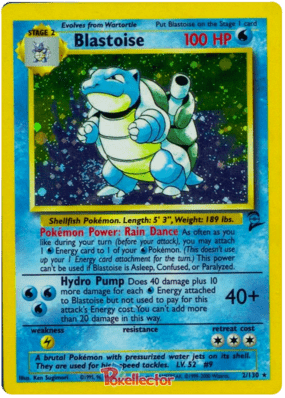 Evolves from Wartortle Put Blastoise on the Stage 1 card
STAGE 2 Blastoise 100 HP
Shellfish Pokémon. Length: 5' 3", Weight: 189 lbs.
Pokémon Power: Rain Dance As often as you
like during your turn (before your attack), you may attach
1 Energy card to 1 of your Pokémon. (This doesn't use
up your 1 Energy card attachment for the turn.) This power
can't be used if Blastoise is Asleep, Confused, or Paralyzed.
Hydro Pump Does 40 damage plus 10
more damage for each Energy attached
to Blastoise but not used to pay for this
attack's Energy cost. You can't add more
than 20 damage in this way.
40+
weakness resistance retreat cost
A brutal Pokémon with pressurized water jets on its shell.
They are used for high speed tackles. LV. 52 #9
Illus. Ken Sugimori
2/130
Pokellector